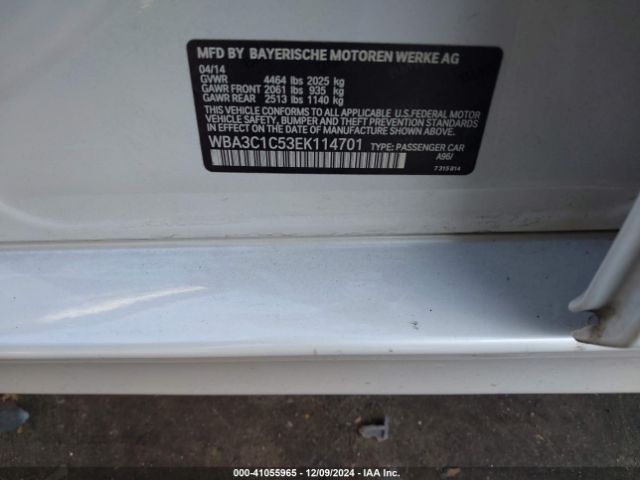 MFD BY BAYERISCHE MOTOREN WERKE AG
04/14
GVWR 4464 lbs 2025 kg
GAWR FRONT 2061 lbs 935 kg
GAWR REAR 2513 lbs 1140 kg
THIS VEHICLE CONFORMS TO ALL APPLICABLE U.S.FEDERAL MOTOR
VEHICLE SAFETY, BUMPER AND THEFT PREVENTION STANDARDS
IN EFFECT ON THE DATE OF MANUFACTURE SHOWN ABOVE.
WBA3C1C53EK114701 TYPE: PASSENGER CAR
A96/
7 315 814
000-41055965 - 12/09/2024 - IAA Inc.